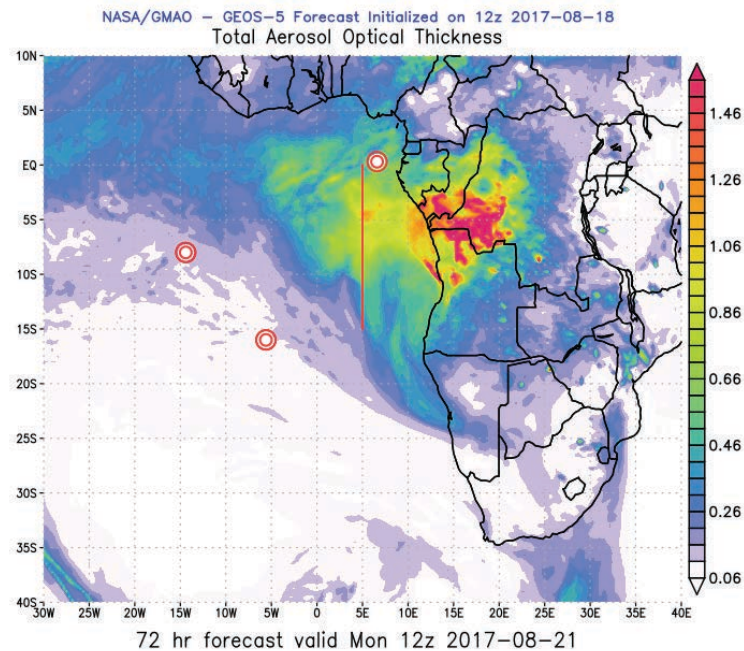 NASA/GMAO - GEOS-5 Forecast Initialized on 12z 2017-08-18
Total Aerosol Optical Thickness
10N
5N
EQ
5S
10S
15S
20S
25S
30S
35S
40S
30W 25W 20W 15W 10W 5W 0 5E 10E 15E 20E 25E 30E 35E 40E
1.46
1.26
1.06
0.86
0.66
0.46
0.26
0.06
72 hr forecast valid Mon 12z 2017-08-21